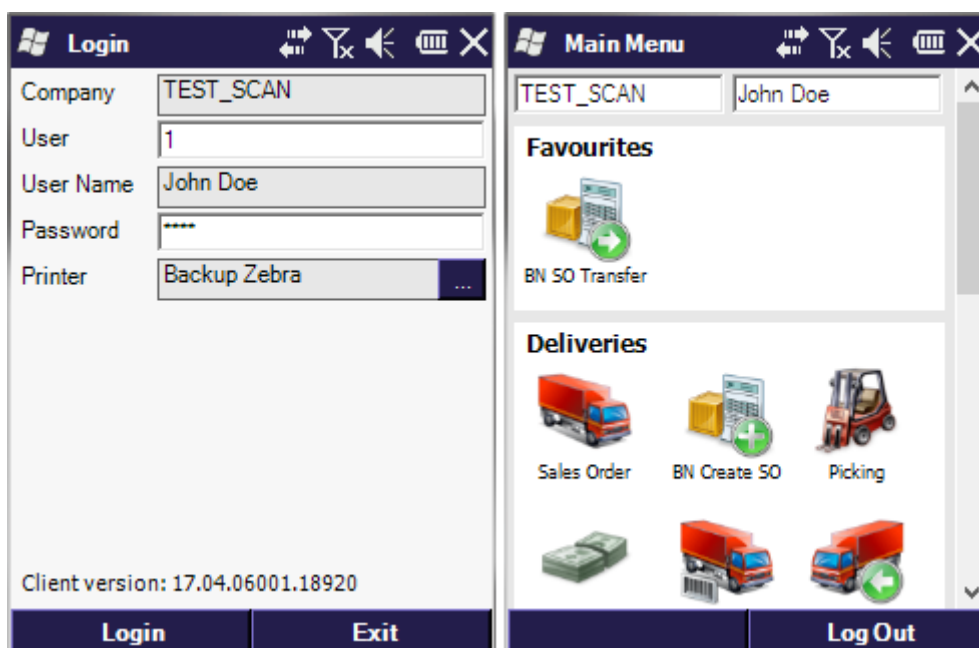 Login
Company TEST_SCAN
User 1
User Name John Doe
Password ****
Printer Backup Zebra ...
Client version: 17.04.06001.18920
Login Exit
Main Menu
TEST_SCAN John Doe
Favourites
BN SO Transfer
Deliveries
Sales Order BN Create SO Picking
Log Out